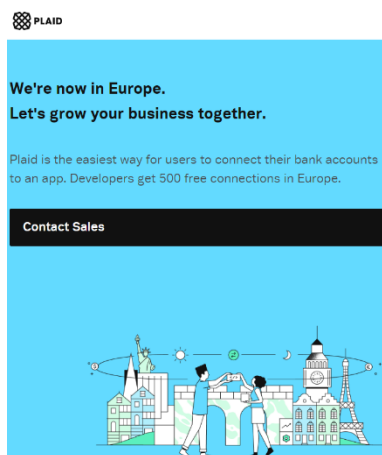 PLAID
We're now in Europe.
Let's grow your business together.
Plaid is the easiest way for users to connect their bank accounts
to an app. Developers get 500 free connections in Europe.
Contact Sales